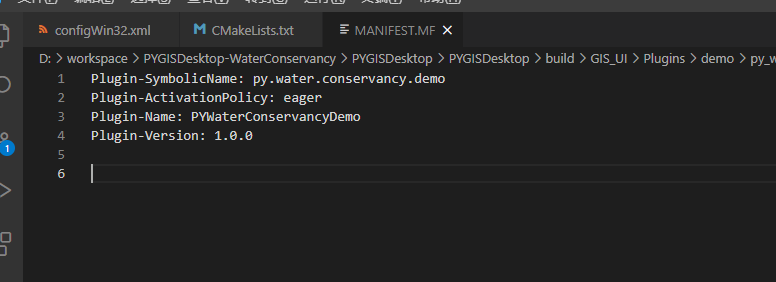 configWin32.xml
CMakeLists.txt
MANIFEST.MF
D: > workspace > PYGISDesktop-WaterConservancy > PYGISDesktop > PYGISDesktop > build > GIS_UI > Plugins > demo > py_w
1 Plugin-SymbolicName: py.water.conservancy.demo
2 Plugin-ActivationPolicy: eager
3 Plugin-Name: PYWaterConservancyDemo
4 Plugin-Version: 1.0.0
5
6
1